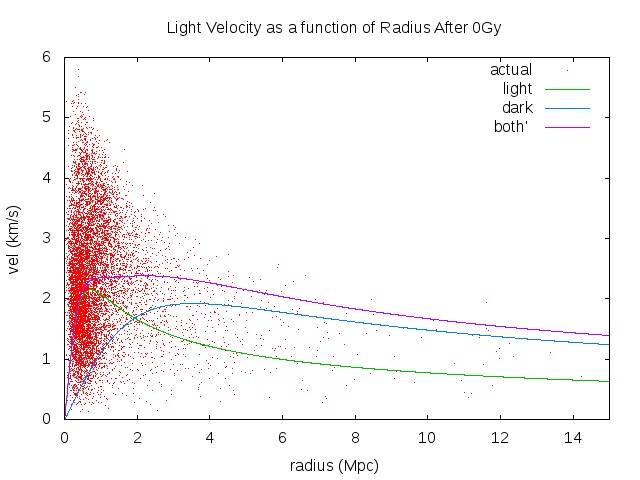 Light Velocity as a function of Radius After 0Gy
6
actual
light
5
dark
both'
4
vel (km/s)
3
2
1
0
0 2 4 6 8 10 12 14
radius (Mpc)